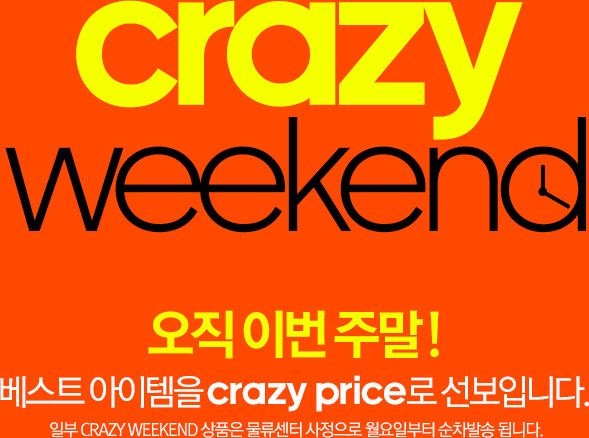 crazy
weekend
오직 이번 주말!
베스트 아이템을 crazy price로 선보입니다.
일부 CRAZY WEEKEND 상품은 물류센터 사정으로 월요일부터 순차발송 됩니다.